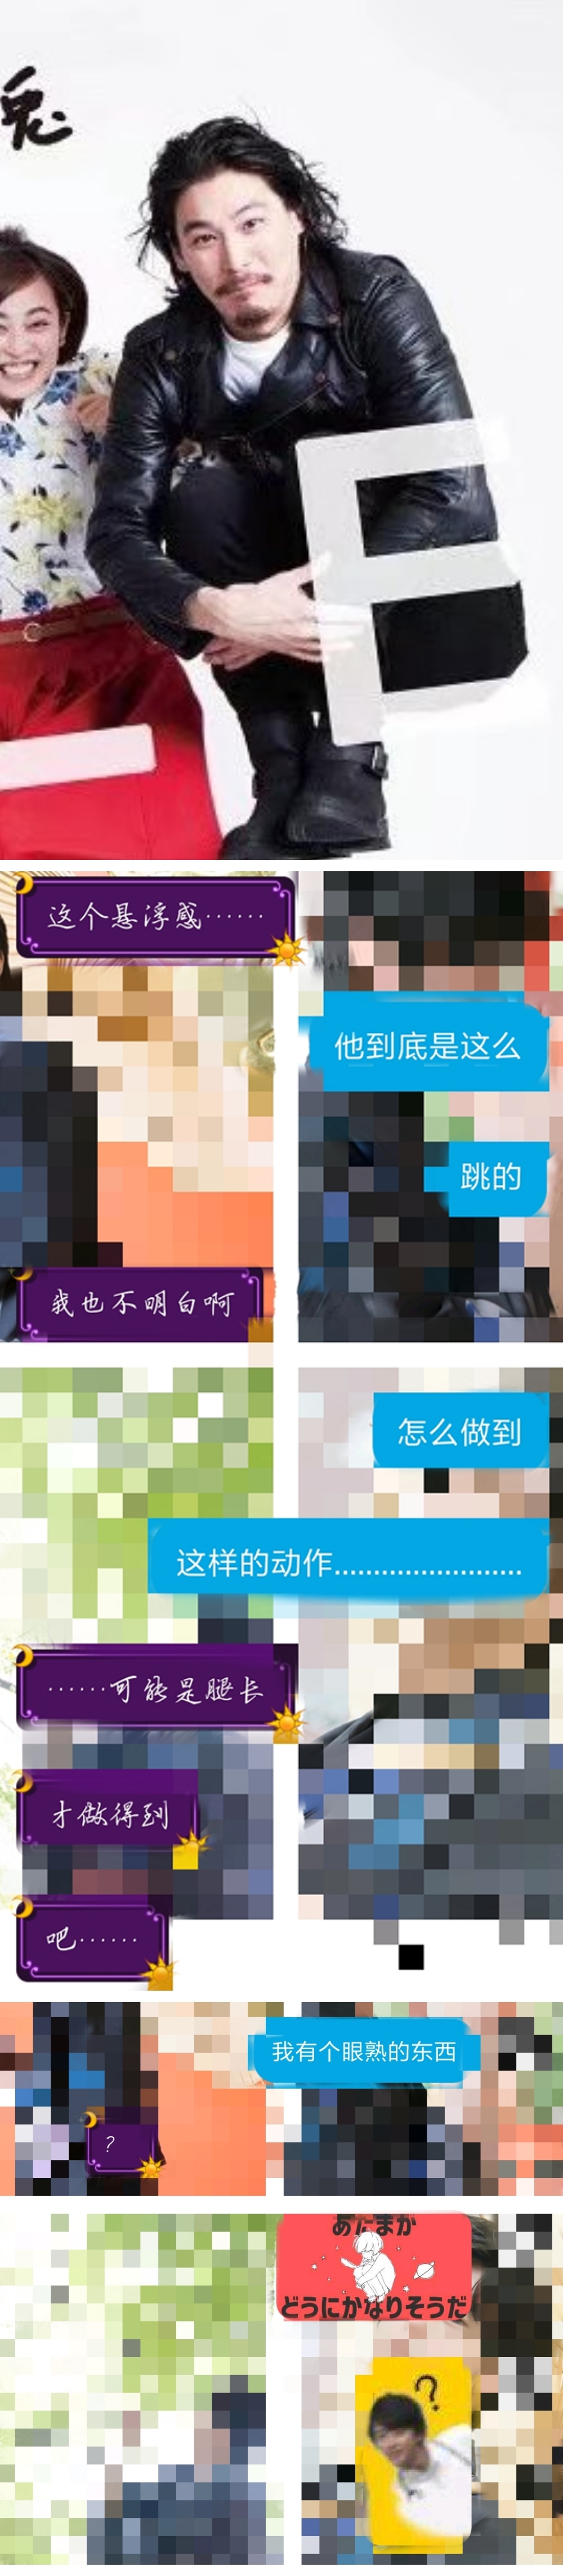 鬼
这个悬浮感······
他到底是这么
跳的
我也不明白啊
怎么做到
这样的动作........................
······可能是腿长
才做得到
吧······
我有个眼熟的东西
?
あたまが
どうにかなりそうだ
?